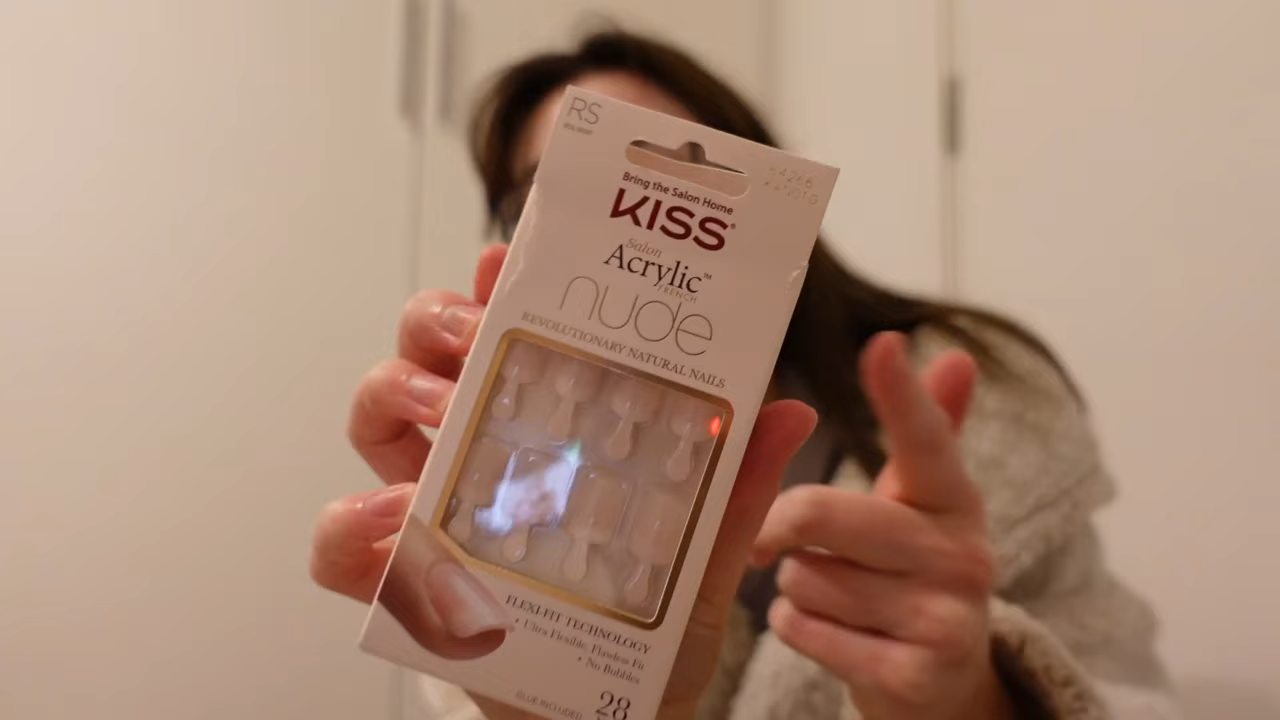 RS
Bring the Salon Home
KISS
Salon
Acrylic™
FRENCH
nude
REVOLUTIONARY NATURAL NAILS
FLEXI-FIT TECHNOLOGY
• Ultra Flexible, Flawless Fit
• No Bubbles
GLUE INCLUDED
28